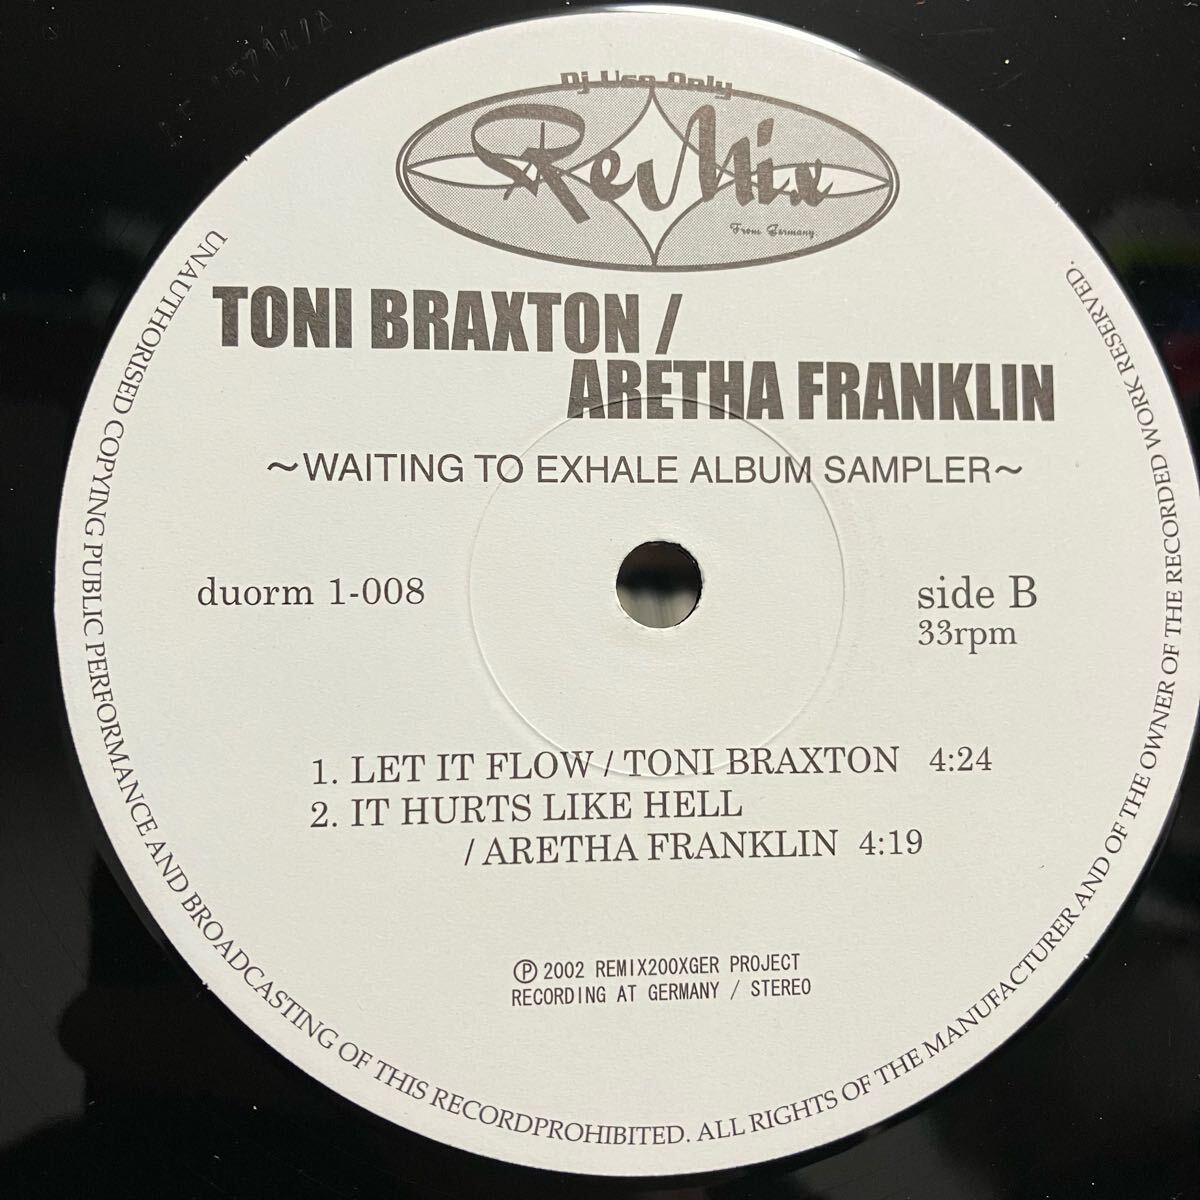 Dj Use Only
ReMix
From Germany.
TONI BRAXTON /
ARETHA FRANKLIN
~WAITING TO EXHALE ALBUM SAMPLER~
duorm 1-008
side B
33rpm
1. LET IT FLOW / TONI BRAXTON 4:24
2. IT HURTS LIKE HELL
/ ARETHA FRANKLIN 4:19
℗ 2002 REMIX200XGER PROJECT
RECORDING AT GERMANY / STEREO
UNAUTHORISED COPYING PUBLIC PERFORMANCE AND BROADCASTING OF THIS RECORDPROHIBITED. ALL RIGHTS OF THE MANUFACTURER AND OF THE OWNER OF THE RECORDED WORK RESERVED.